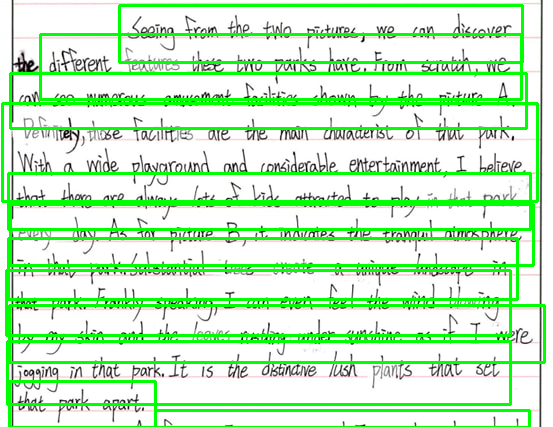 Seeing from the two pictures, we can discover
the different features these two parks have. From scratch, we
can see numerous amusement facilities shown by the picture A.
Definitely, those facilities are the main characterist of that park.
With a wide playground and considerable entertainment, I believe
that there are always lots of kids attracted to play in that park
every day. As for picture B, it indicates the tranquil atmosphere
in that park. Substantial trees create a unique landscape in
that park. Frankly speaking, I can even feel the wind blowing
by my skin and the leaves rustling under sunshine as if I were
jogging in that park. It is the distinctive lush plants that set
that park apart.